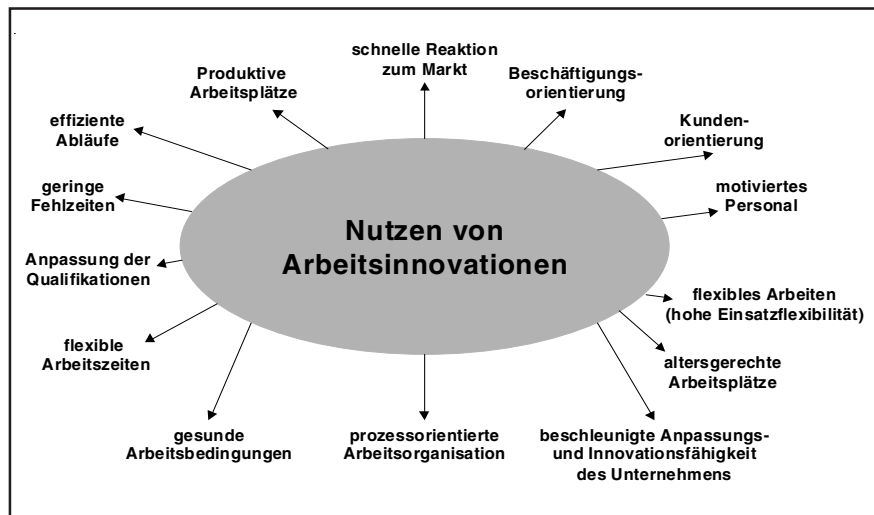 schnelle Reaktion
zum Markt
Produktive
Arbeitsplätze
Beschäftigungs-
orientierung
effiziente
Abläufe
Kunden-
orientierung
geringe
Fehlzeiten
motiviertes
Personal
Nutzen von
Arbeitsinnovationen
Anpassung der
Qualifikationen
flexibles Arbeiten
(hohe Einsatzflexibilität)
flexible
Arbeitszeiten
altersgerechte
Arbeitsplätze
gesunde
Arbeitsbedingungen
prozessorientierte
Arbeitsorganisation
beschleunigte Anpassungs-
und Innovationsfähigkeit
des Unternehmens